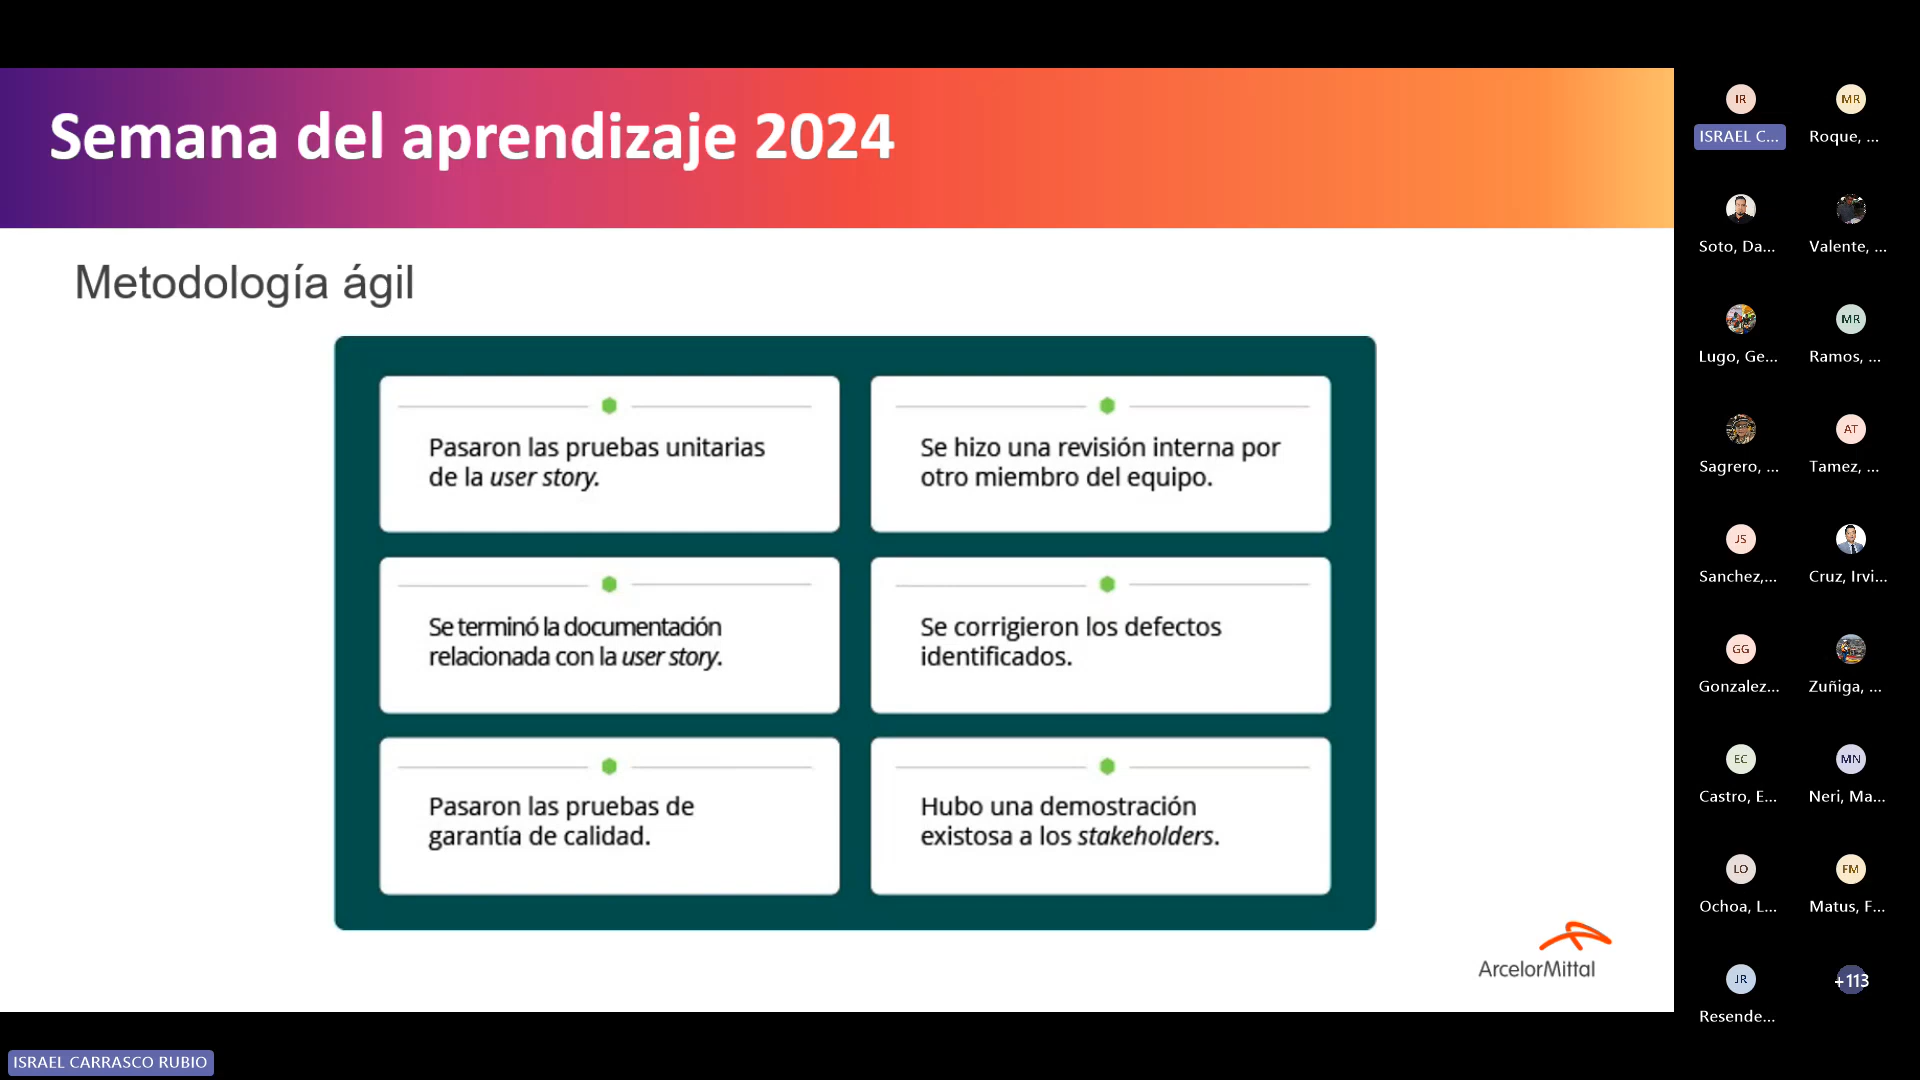 Semana del aprendizaje 2024
Metodología ágil
Pasaron las pruebas unitarias
de la user story.
Se hizo una revisión interna por
otro miembro del equipo.
Se terminó la documentación
relacionada con la user story.
Se corrigieron los defectos
identificados.
Pasaron las pruebas de
garantía de calidad.
Hubo una demostración
existosa a los stakeholders.
ArcelorMittal
IR
MR
ISRAEL C...
Roque, ...
Soto, Da...
Valente, ...
MR
Lugo, Ge...
Ramos, ...
AT
Sagrero, ...
Tamez, ...
JS
Sanchez,...
Cruz, Irvi...
GG
Gonzalez...
Zuñiga, ...
EC
MN
Castro, E...
Neri, Ma...
LO
FM
Ochoa, L...
Matus, F...
JR
+113
Resende...
ISRAEL CARRASCO RUBIO